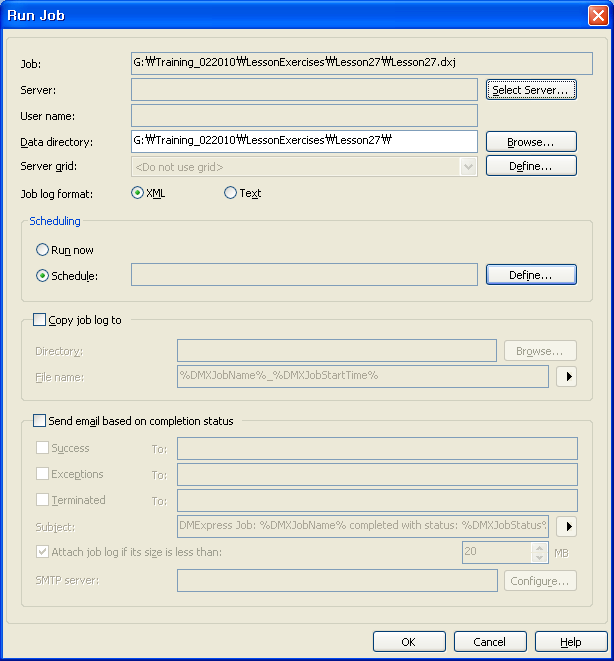 Run Job
Job: G:₩Training_022010₩LessonExercises₩Lesson27₩Lesson27.dxj
Server: Select Server...
User name:
Data directory: G:₩Training_022010₩LessonExercises₩Lesson27₩ Browse...
Server grid: <Do not use grid> Define...
Job log format: XML Text
Scheduling
Run now
Schedule: Define...
Copy job log to
Directory: Browse...
File name: %DMXJobName%_%DMXJobStartTime%
Send email based on completion status
Success To:
Exceptions To:
Terminated To:
Subject: DMExpress Job: %DMXJobName% completed with status: %DMXJobStatus%
Attach job log if its size is less than: 20 MB
SMTP server: Configure...
OK Cancel Help